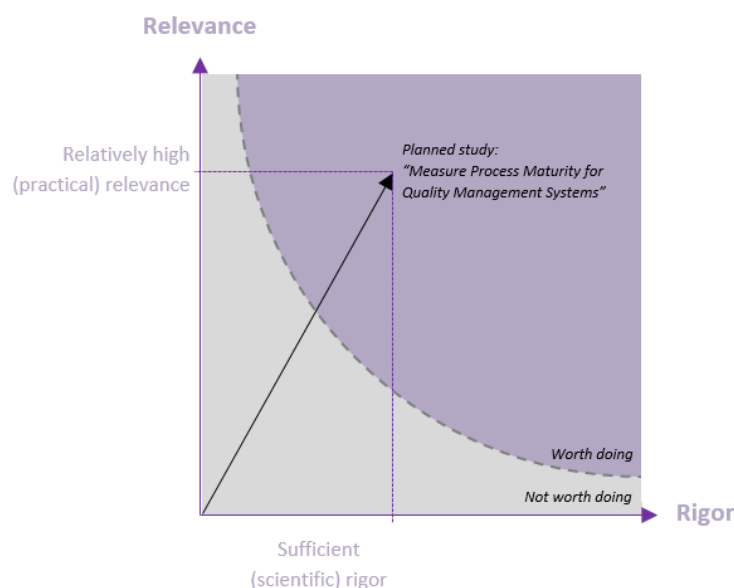 Relevance
Relatively high
(practical) relevance
Planned study:
“Measure Process Maturity for
Quality Management Systems”
Worth doing
Not worth doing
Rigor
Sufficient
(scientific) rigor